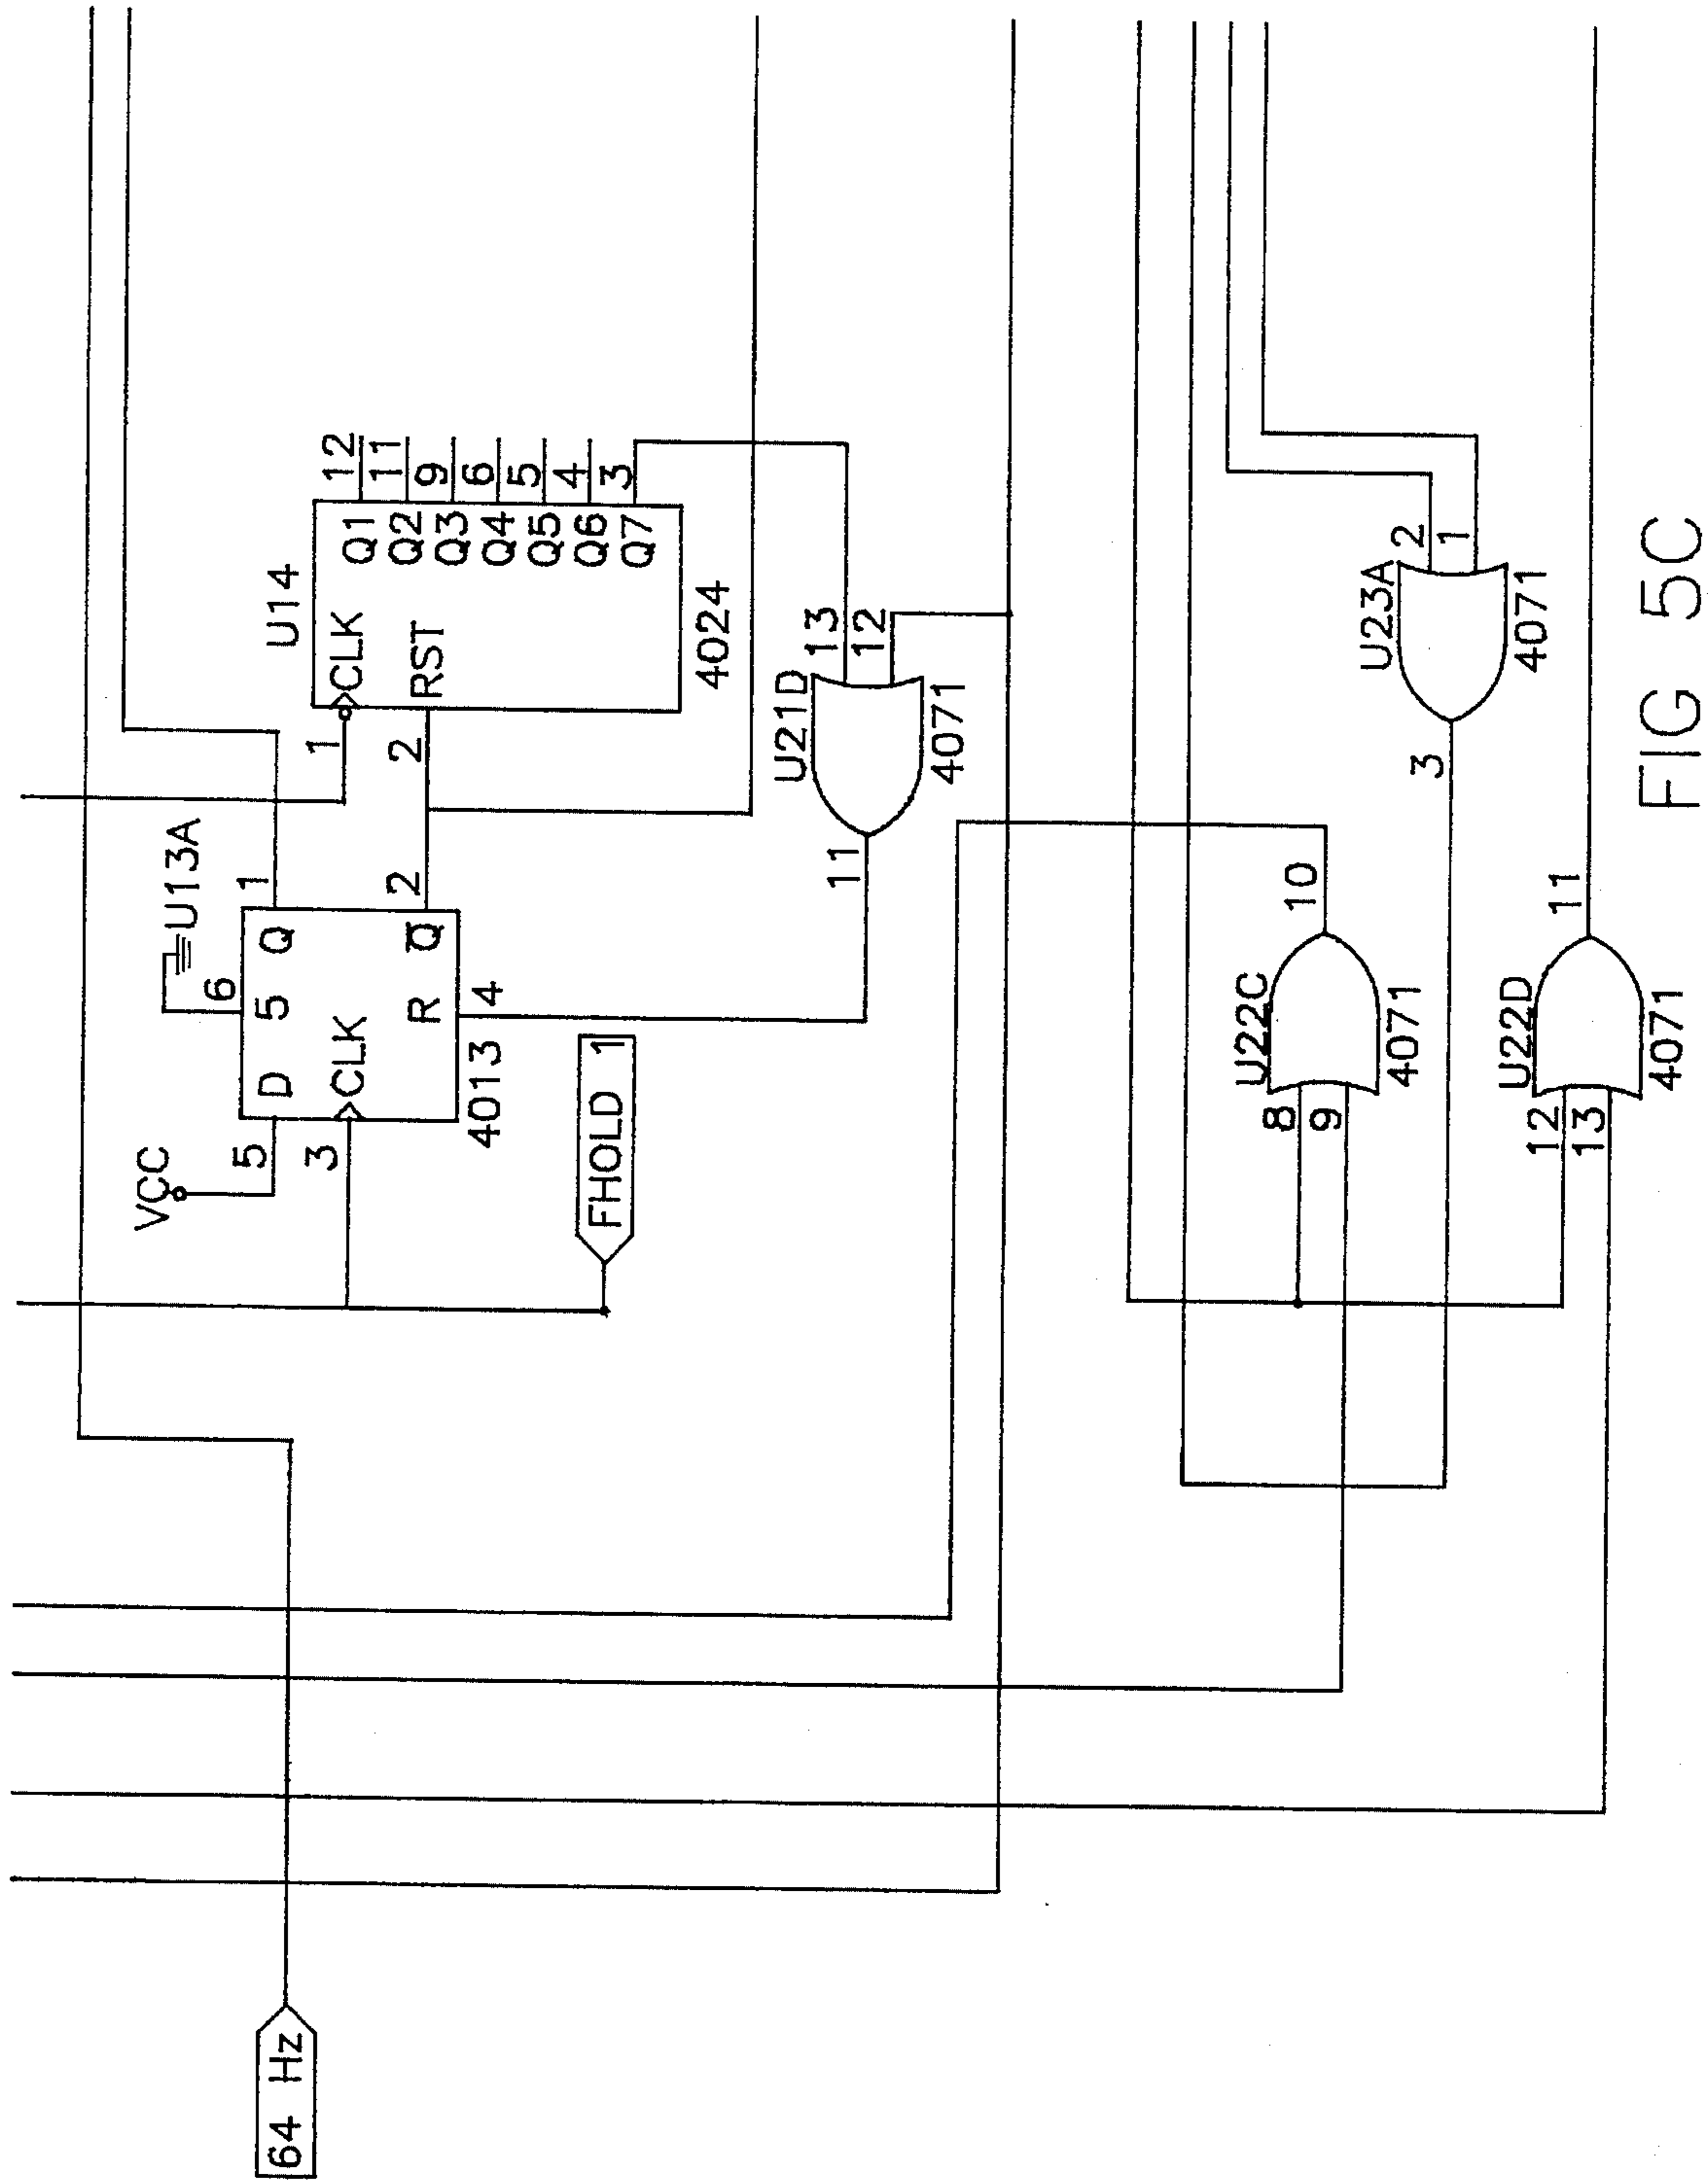 64 Hz
VCC
5
3
D
CLK
6
5
R
4
Q
Q̅
1
2
U13A
4013
FHOLD 1
U14
1
2
CLK
RST
Q1
Q2
Q3
Q4
Q5
Q6
Q7
12
11
9
6
5
4
3
4024
U21D
11
13
12
4071
U22C
8
9
10
4071
U23A
3
2
1
4071
U22D
12
13
11
4071
FIG 5C